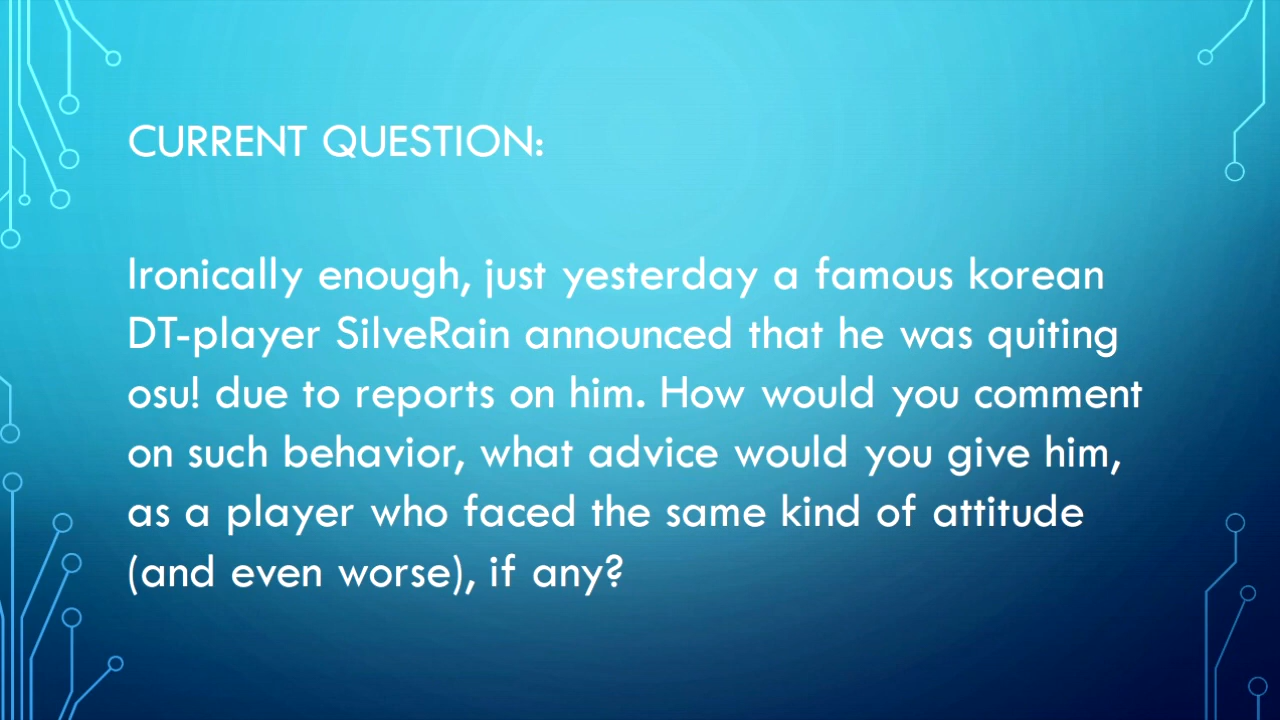 CURRENT QUESTION:
Ironically enough, just yesterday a famous korean
DT-player SilveRain announced that he was quiting
osu! due to reports on him. How would you comment
on such behavior, what advice would you give him,
as a player who faced the same kind of attitude
(and even worse), if any?